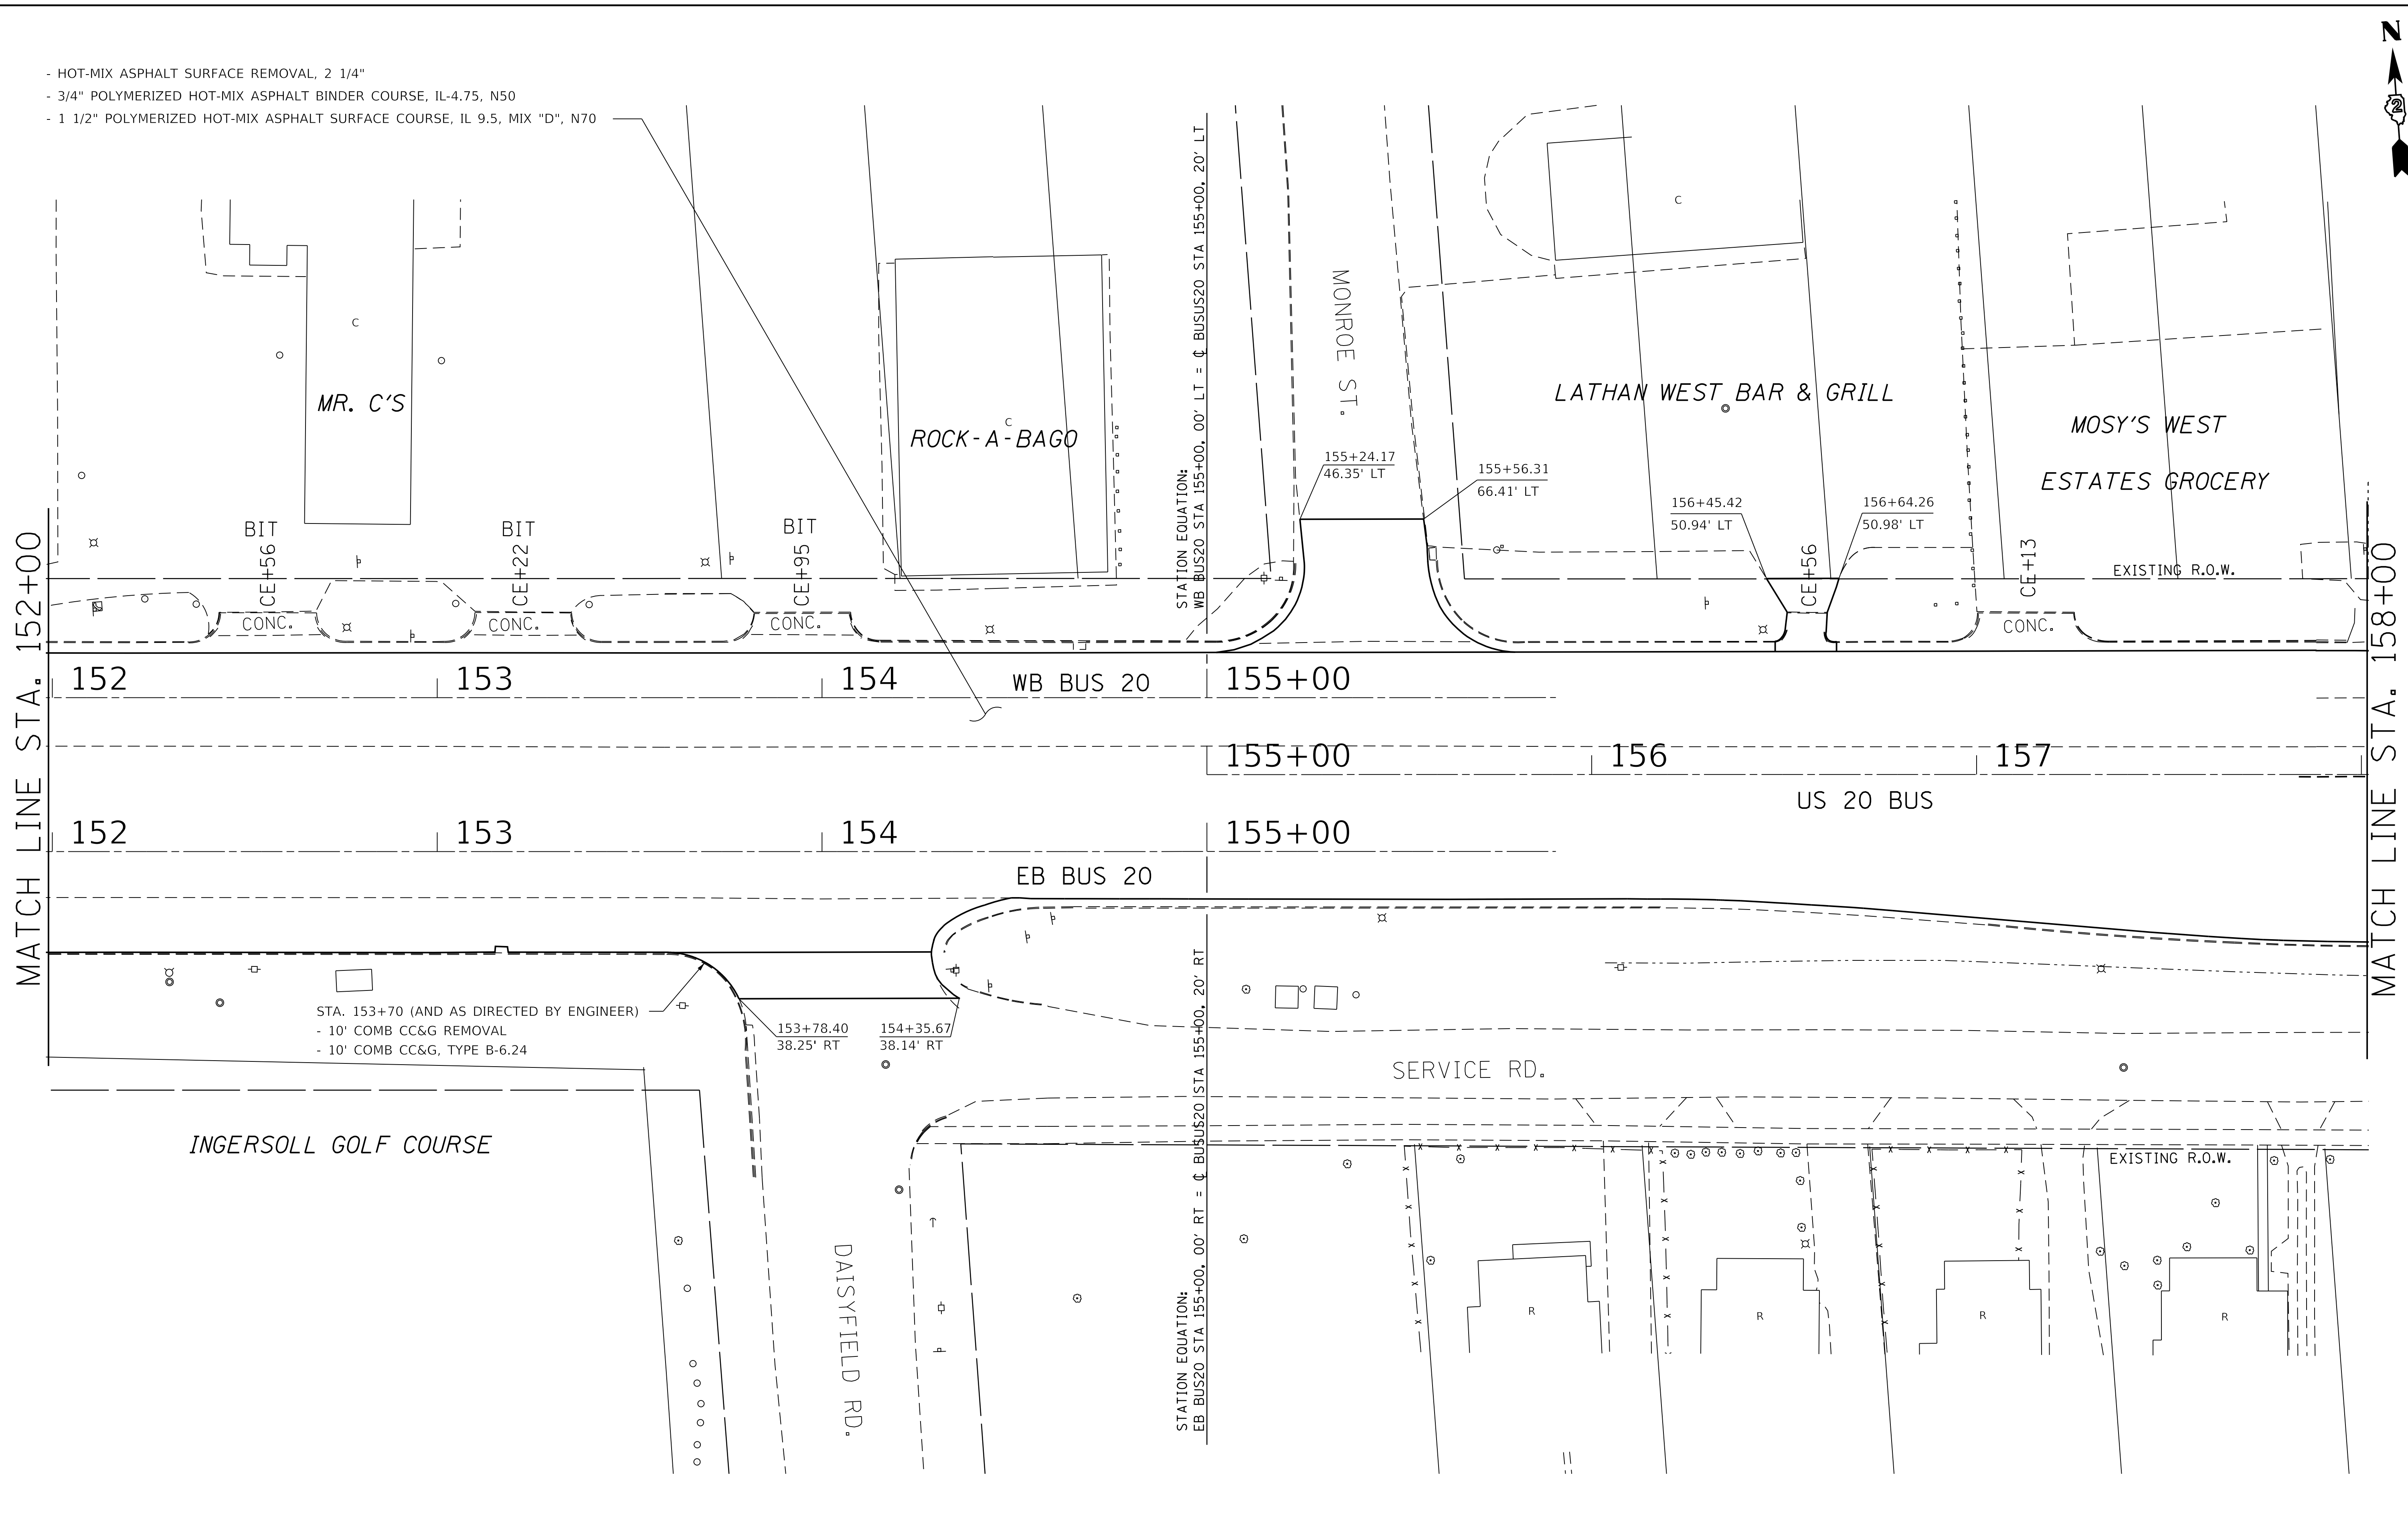 N
2
- HOT-MIX ASPHALT SURFACE REMOVAL, 2 1/4"
- 3/4" POLYMERIZED HOT-MIX ASPHALT BINDER COURSE, IL-4.75, N50
- 1 1/2" POLYMERIZED HOT-MIX ASPHALT SURFACE COURSE, IL 9.5, MIX "D", N70
C
C
C
MR. C'S
ROCK-A-BAGO
MONROE ST.
LATHAN WEST BAR & GRILL
MOSY'S WEST
ESTATES GROCERY
STATION EQUATION:
WB BUS20 STA 155+00. 00' LT = ℄ BUSUS20 STA 155+00. 20' LT
155+24.17
46.35' LT
155+56.31
66.41' LT
156+45.42
50.94' LT
156+64.26
50.98' LT
BIT
CE+56
CONC.
BIT
CE+22
CONC.
BIT
CE+95
CONC.
CE+56
CE+13
CONC.
EXISTING R.O.W.
MATCH LINE STA. 152+00
MATCH LINE STA. 158+00
152
153
154
WB BUS 20
155+00
155+00
156
157
US 20 BUS
152
153
154
155+00
EB BUS 20
STA. 153+70 (AND AS DIRECTED BY ENGINEER)
- 10' COMB CC&G REMOVAL
- 10' COMB CC&G, TYPE B-6.24
153+78.40
38.25' RT
154+35.67
38.14' RT
STATION EQUATION:
EB BUS20 STA 155+00. 00' RT = ℄ BUSUS20 STA 155+00. 20' RT
SERVICE RD.
INGERSOLL GOLF COURSE
EXISTING R.O.W.
DAISYFIELD RD.
R
R
R
R